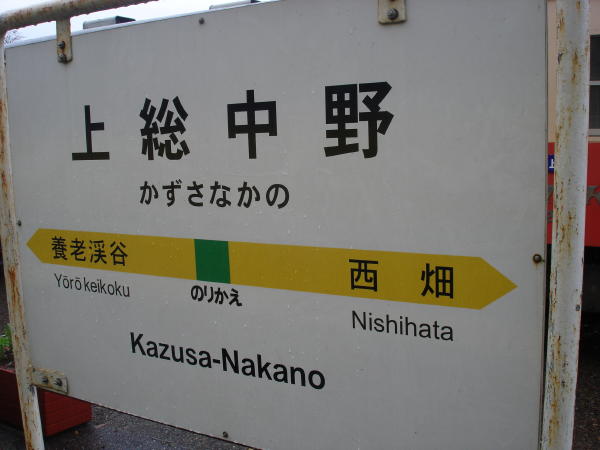 上総中野
かずさなかの
養老渓谷
西畑
Yōrō keikoku
のりかえ
Nishihata
Kazusa-Nakano
上